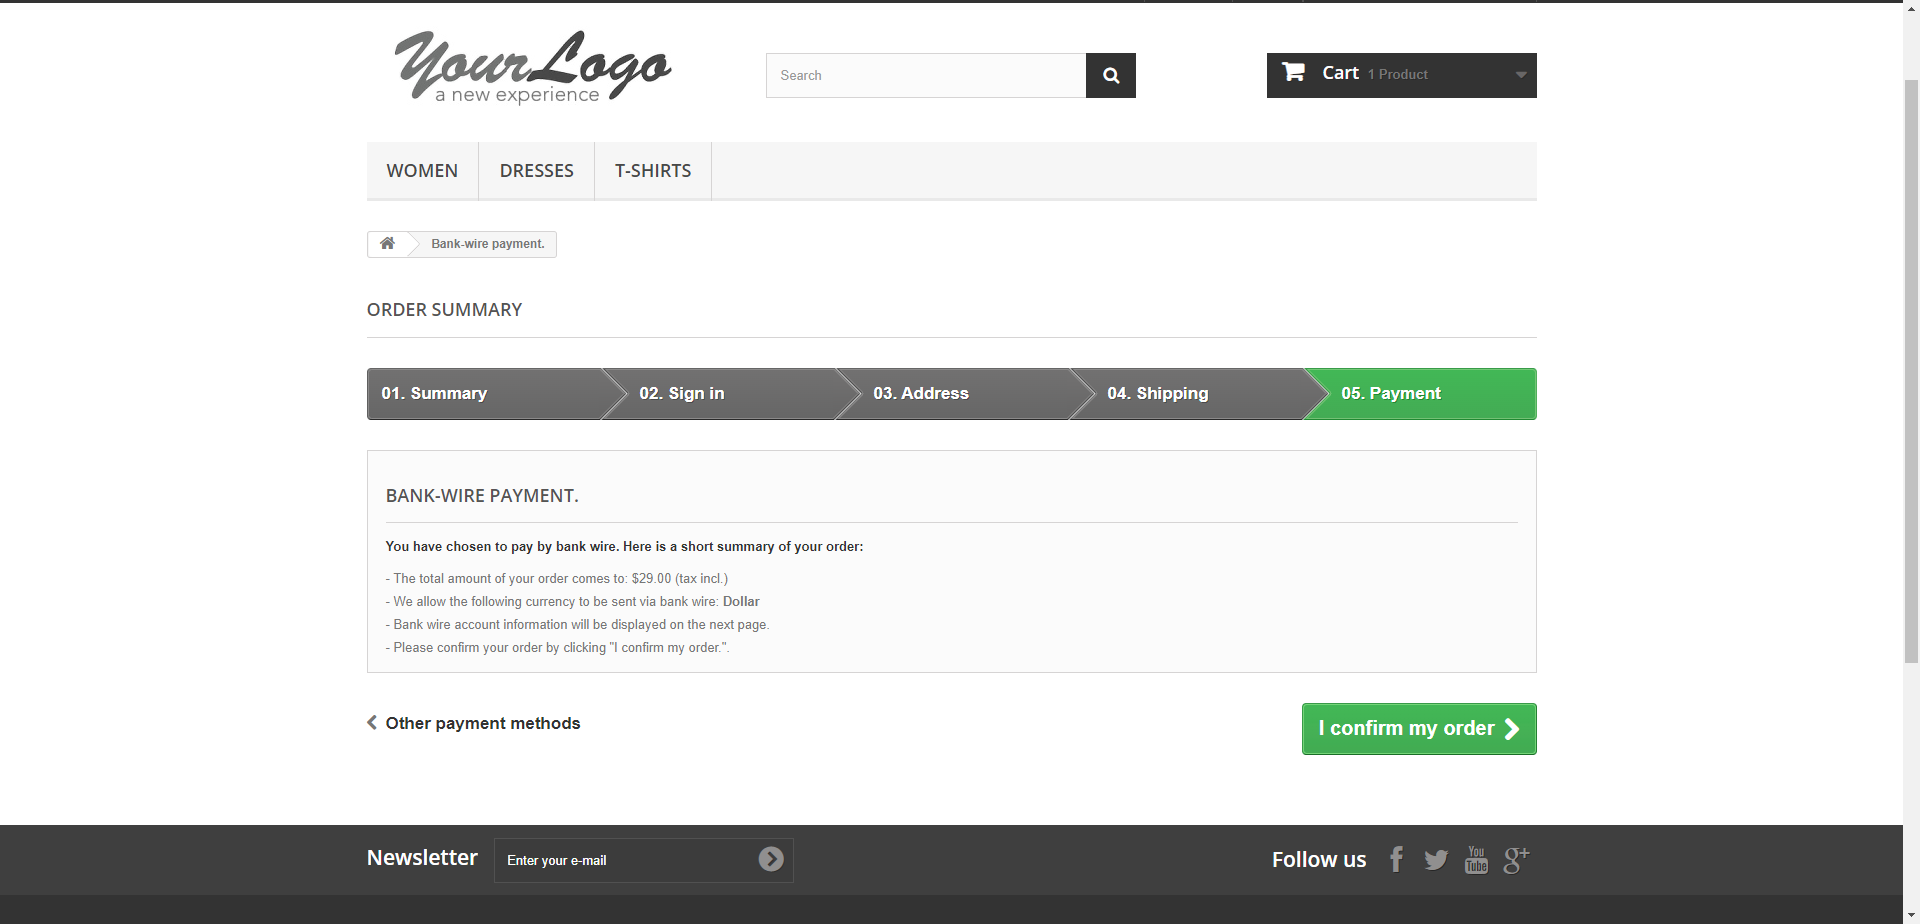 YourLogo
a new experience
Search
Cart 1 Product
WOMEN DRESSES T-SHIRTS
Bank-wire payment.
ORDER SUMMARY
01. Summary 02. Sign in 03. Address 04. Shipping 05. Payment
BANK-WIRE PAYMENT.
You have chosen to pay by bank wire. Here is a short summary of your order:
- The total amount of your order comes to: $29.00 (tax incl.)
- We allow the following currency to be sent via bank wire: Dollar
- Bank wire account information will be displayed on the next page.
- Please confirm your order by clicking "I confirm my order.".
Other payment methods
I confirm my order
Newsletter Enter your e-mail
Follow us You Tube g+